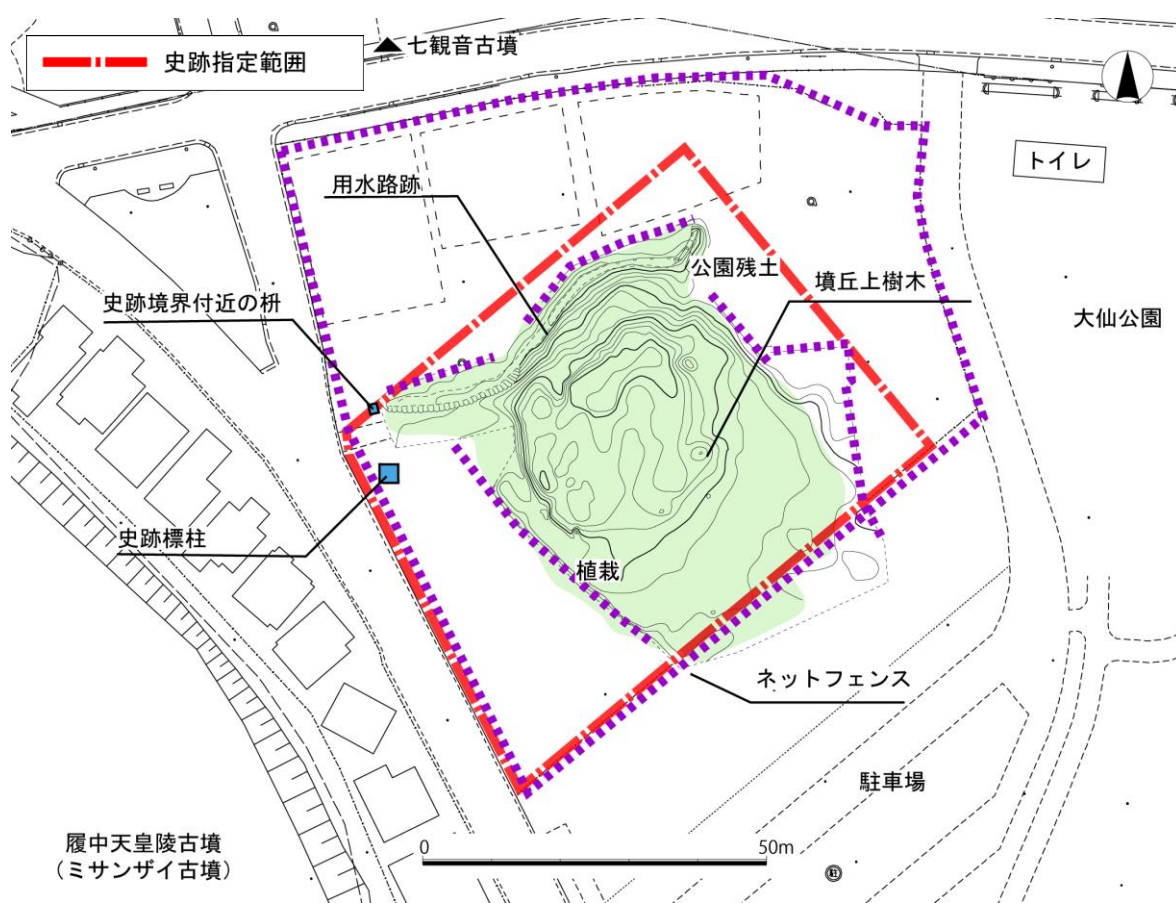 史跡指定範囲
七観音古墳
トイレ
用水路跡
公園残土
墳丘上樹木
史跡境界付近の枡
大仙公園
史跡標柱
植栽
ネットフェンス
駐車場
履中天皇陵古墳
（ミサンザイ古墳）
0
50m
駐